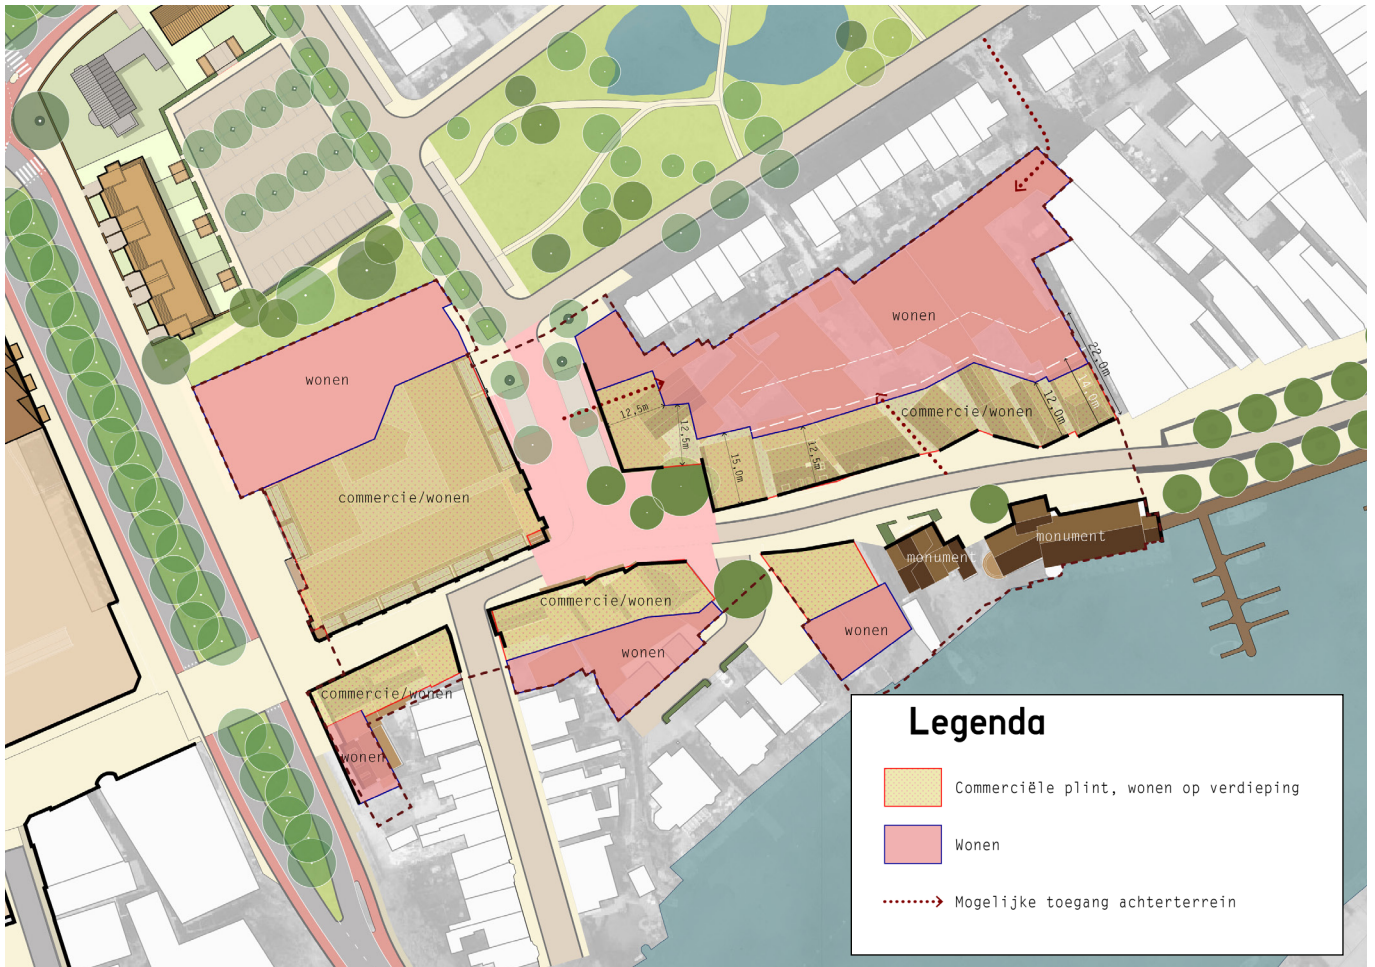 wonen
22,0m
wonen
14,0m
12,0m
commercie/wonen
12,5m
12,5m
15,0m
12,5m
commercie/wonen
monument
monument
commercie/wonen
wonen
wonen
commercie/wonen
wonen
Legenda
Commerciële plint, wonen op verdieping
Wonen
Mogelijke toegang achterterrein